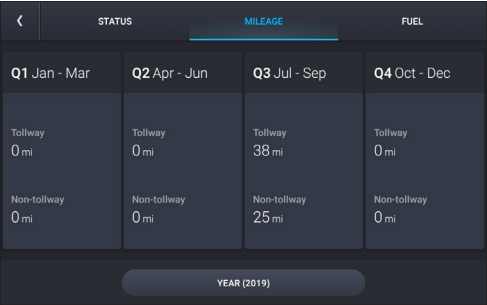 STATUS MILEAGE FUEL
Q1 Jan - Mar Q2 Apr - Jun Q3 Jul - Sep Q4 Oct - Dec
Tollway Tollway Tollway Tollway
0 mi 0 mi 38 mi 0 mi
Non-tollway Non-tollway Non-tollway Non-tollway
0 mi 0 mi 25 mi 0 mi
YEAR (2019)